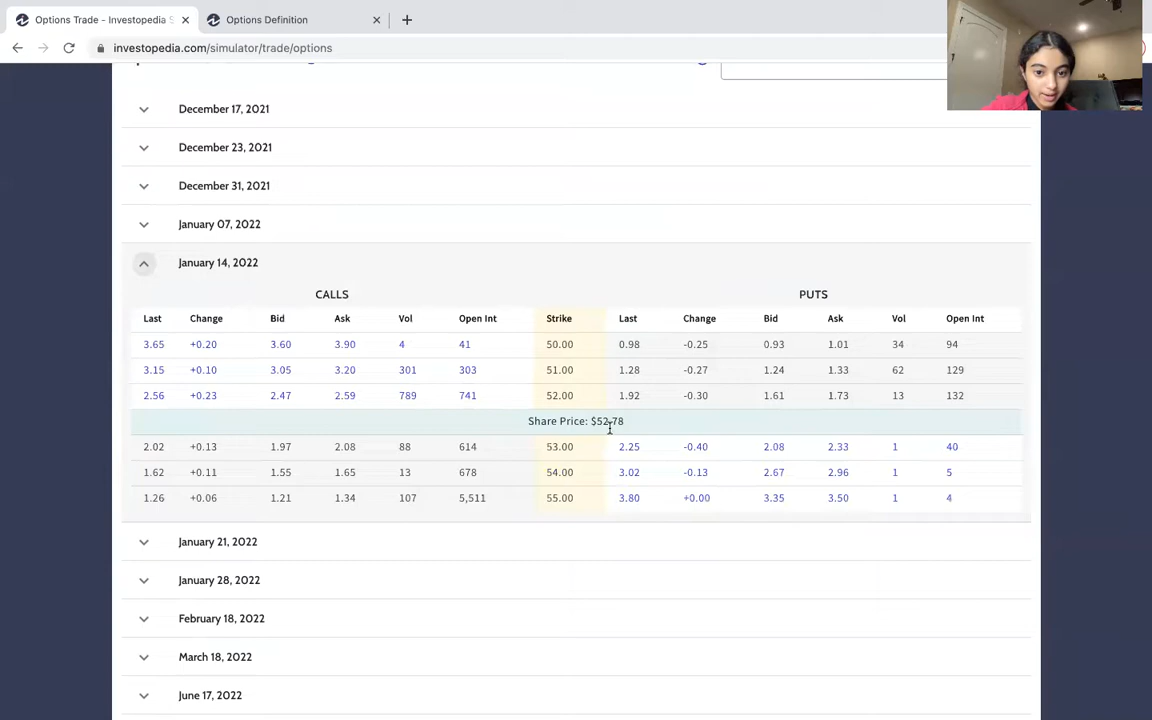 Options Trade - Investopedia S
Options Definition
investopedia.com/simulator/trade/options
December 17, 2021
December 23, 2021
December 31, 2021
January 07, 2022
January 14, 2022
CALLS PUTS
Last Change Bid Ask Vol Open Int Strike Last Change Bid Ask Vol Open Int
3.65 +0.20 3.60 3.90 4 41 50.00 0.98 -0.25 0.93 1.01 34 94
3.15 +0.10 3.05 3.20 301 303 51.00 1.28 -0.27 1.24 1.33 62 129
2.56 +0.23 2.47 2.59 789 741 52.00 1.92 -0.30 1.61 1.73 13 132
Share Price: $52.78
2.02 +0.13 1.97 2.08 88 614 53.00 2.25 -0.40 2.08 2.33 1 40
1.62 +0.11 1.55 1.65 13 678 54.00 3.02 -0.13 2.67 2.96 1 5
1.26 +0.06 1.21 1.34 107 5,511 55.00 3.80 +0.00 3.35 3.50 1 4
January 21, 2022
January 28, 2022
February 18, 2022
March 18, 2022
June 17, 2022